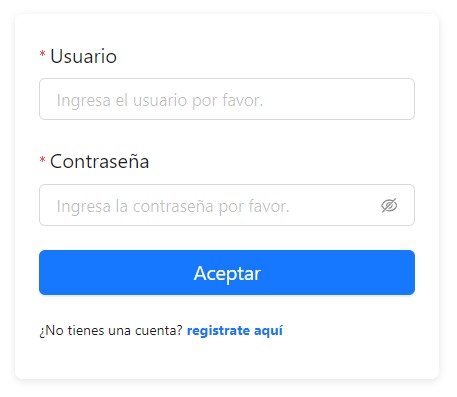 * Usuario
Ingresa el usuario por favor.
* Contraseña
Ingresa la contraseña por favor.
Aceptar
¿No tienes una cuenta? registrate aquí